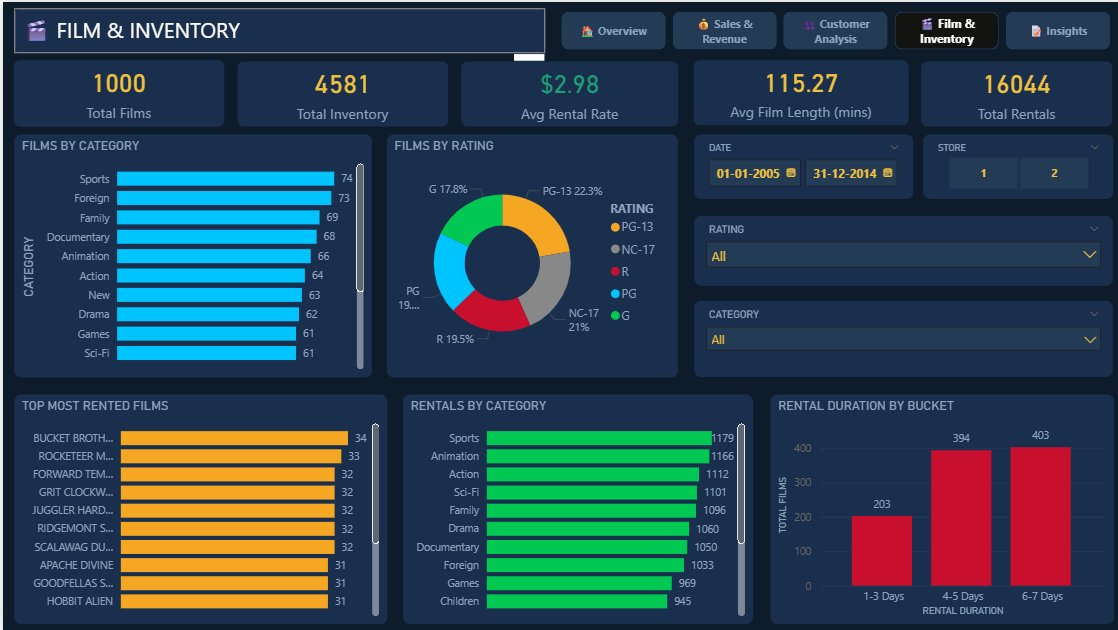 FILM & INVENTORY
Overview
Sales &
Revenue
Customer
Analysis
Film &
Inventory
Insights
1000
Total Films
4581
Total Inventory
$2.98
Avg Rental Rate
115.27
Avg Film Length (mins)
16044
Total Rentals
FILMS BY CATEGORY
CATEGORY
Sports 74
Foreign 73
Family 69
Documentary 68
Animation 66
Action 64
New 63
Drama 62
Games 61
Sci-Fi 61
FILMS BY RATING
G 17.8%
PG-13 22.3%
PG
19....
NC-17
21%
R 19.5%
RATING
PG-13
NC-17
R
PG
G
DATE
01-01-2005
31-12-2014
STORE
1
2
RATING
All
CATEGORY
All
TOP MOST RENTED FILMS
BUCKET BROTH... 34
ROCKETEER M... 33
FORWARD TEM... 32
GRIT CLOCKW... 32
JUGGLER HARD... 32
RIDGEMONT S... 32
SCALAWAG DU... 32
APACHE DIVINE 31
GOODFELLAS S... 31
HOBBIT ALIEN 31
RENTALS BY CATEGORY
Sports 1179
Animation 1166
Action 1112
Sci-Fi 1101
Family 1096
Drama 1060
Documentary 1050
Foreign 1033
Games 969
Children 945
RENTAL DURATION BY BUCKET
TOTAL FILMS
400
300
200
100
0
203
394
403
1-3 Days
4-5 Days
6-7 Days
RENTAL DURATION